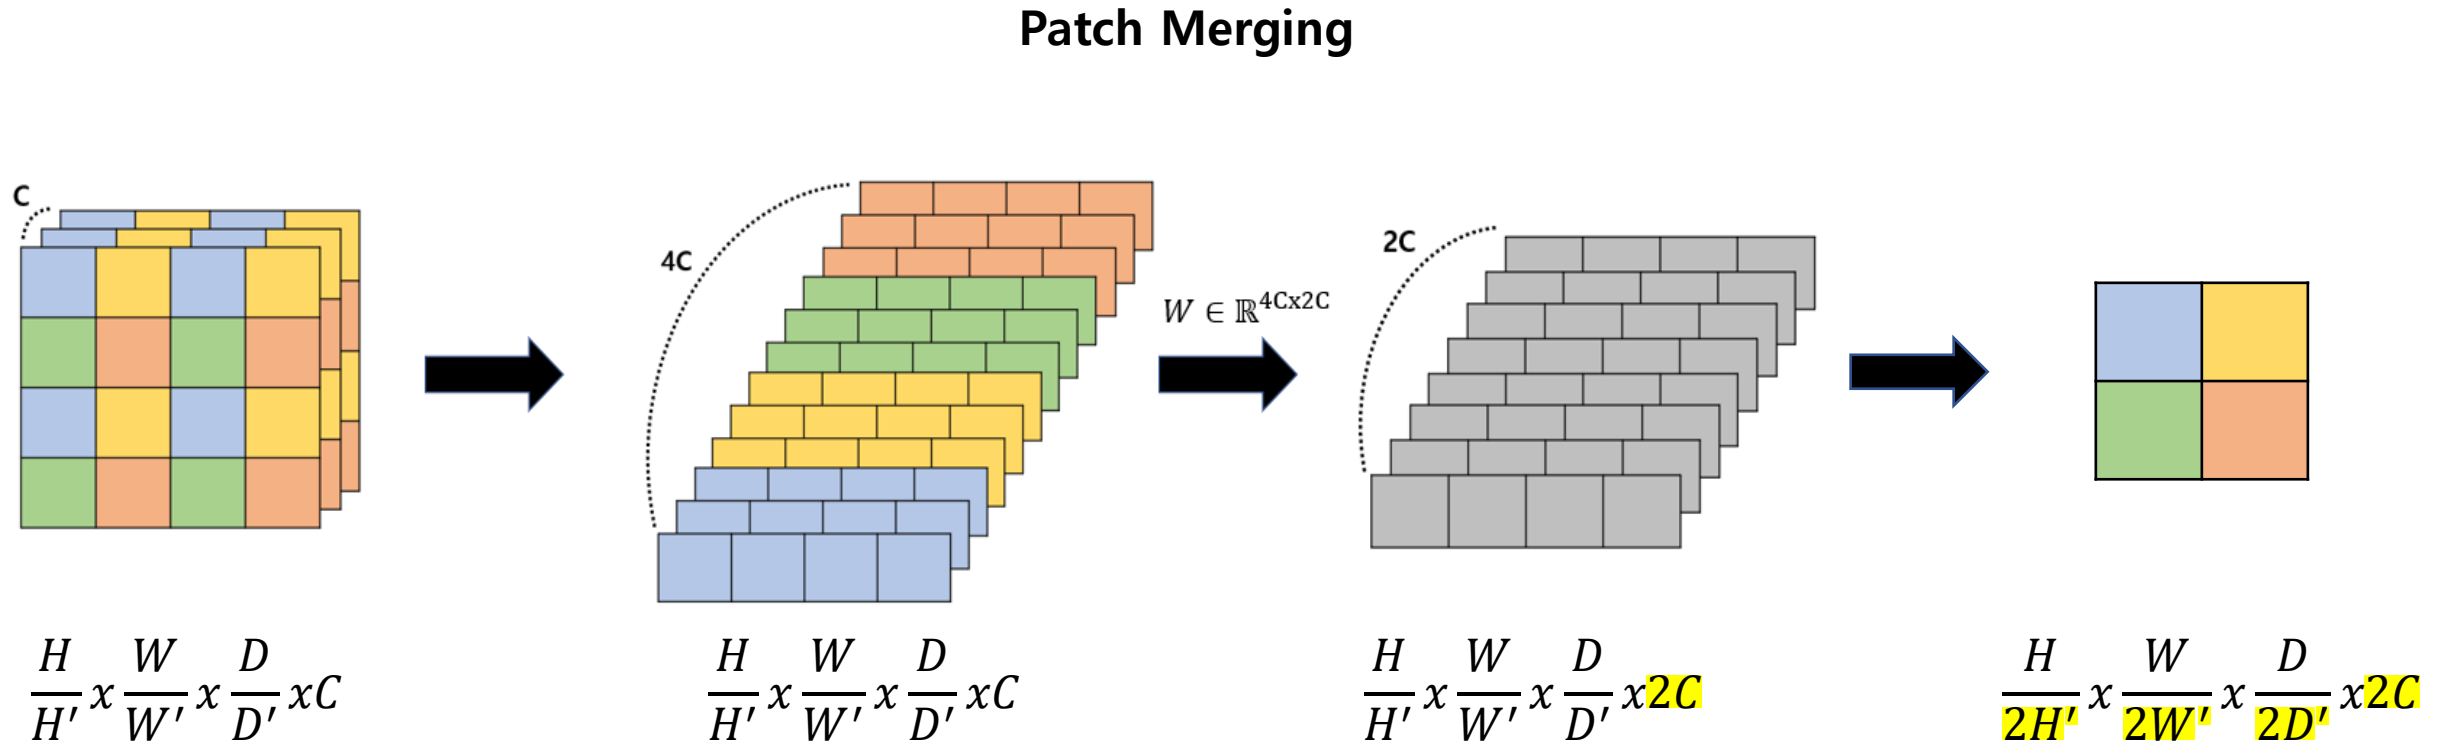 Patch Merging
C
4C
W ∈ ℝ^{4Cx2C}
2C
H/H′ x W/W′ x D/D′ xC
H/H′ x W/W′ x D/D′ xC
H/H′ x W/W′ x D/D′ x2C
H/2H′ x W/2W′ x D/2D′ x2C